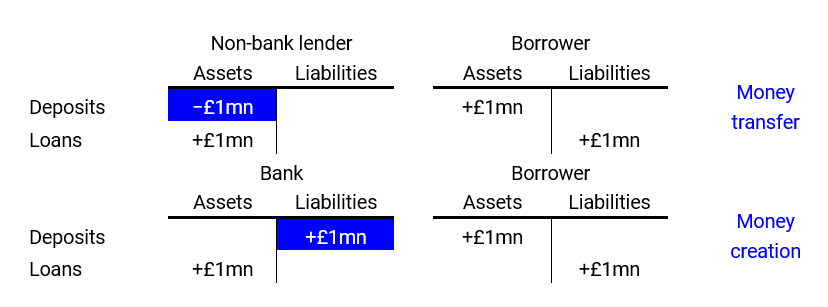 Non-bank lender Borrower
Assets Liabilities Assets Liabilities
Deposits −£1mn +£1mn Money
transfer
Loans +£1mn +£1mn
Bank Borrower
Assets Liabilities Assets Liabilities
Deposits +£1mn +£1mn Money
creation
Loans +£1mn +£1mn